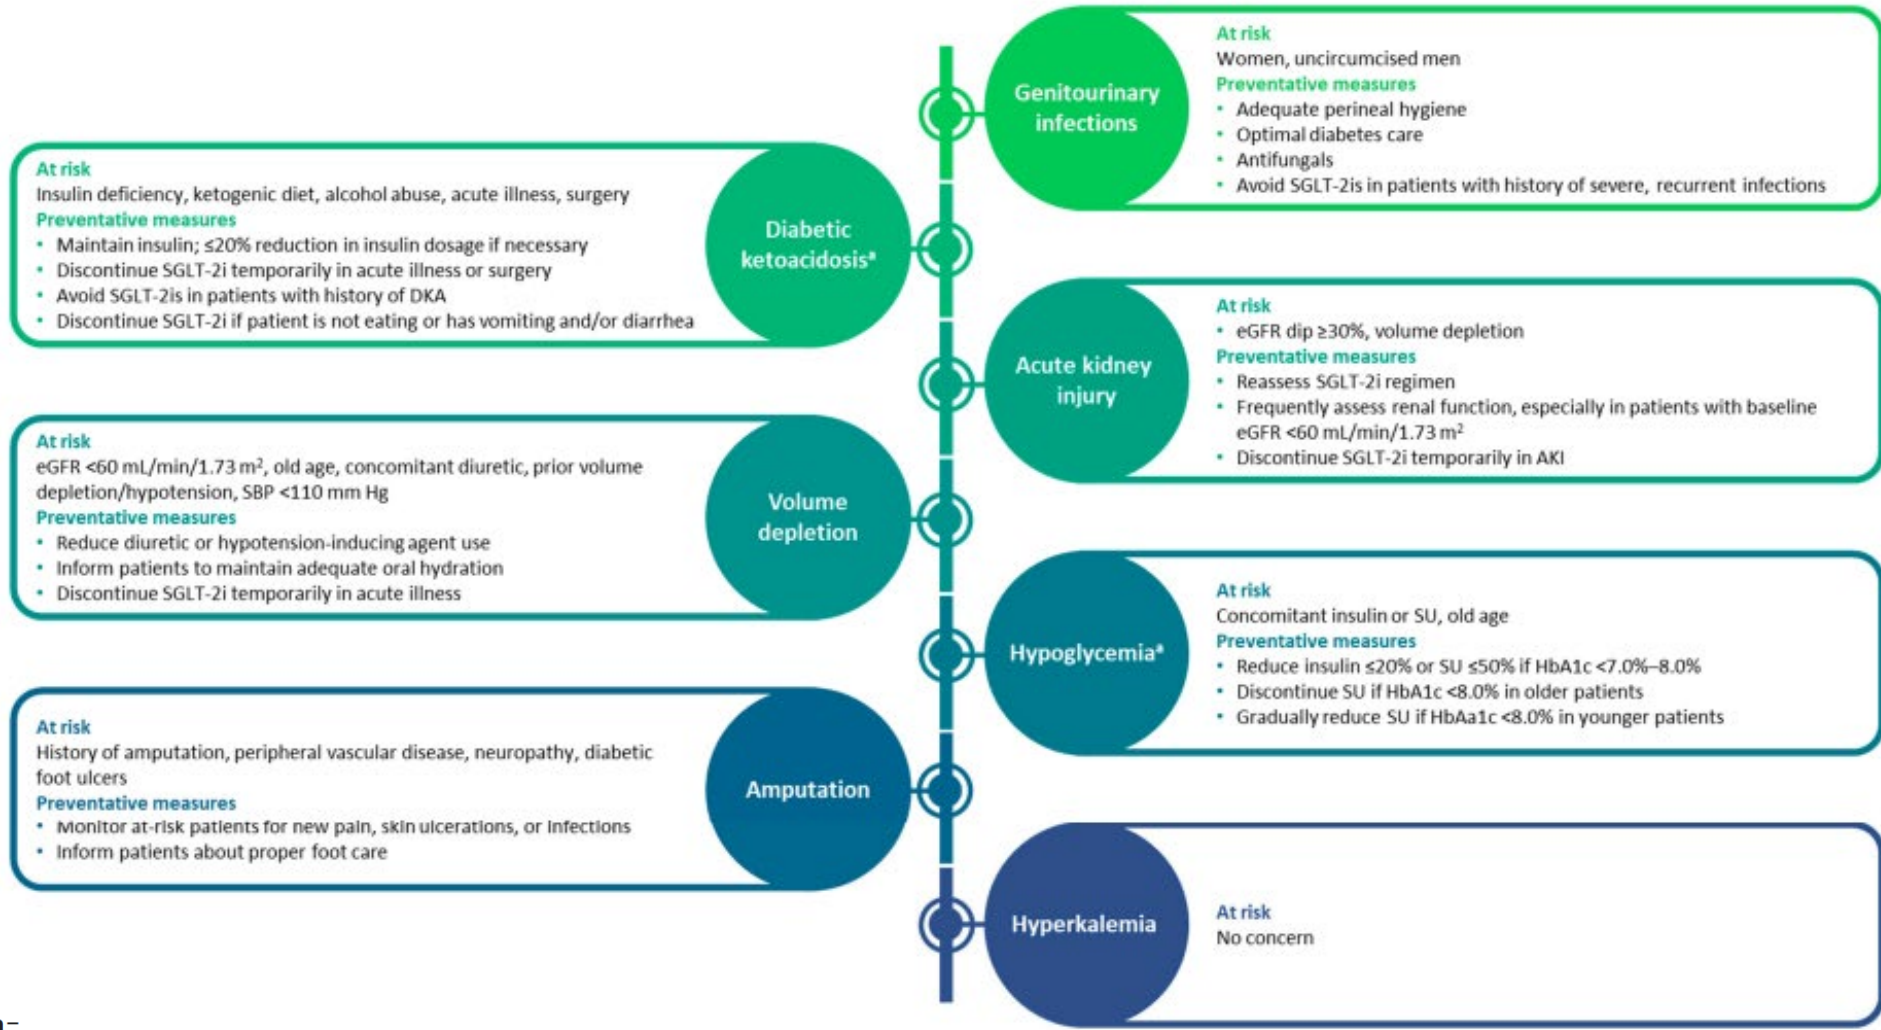 Genitourinary
infections
At risk
Women, uncircumcised men
Preventative measures
• Adequate perineal hygiene
• Optimal diabetes care
• Antifungals
• Avoid SGLT-2is in patients with history of severe, recurrent infections
At risk
Insulin deficiency, ketogenic diet, alcohol abuse, acute illness, surgery
Preventative measures
• Maintain insulin; ≤20% reduction in insulin dosage if necessary
• Discontinue SGLT-2i temporarily in acute illness or surgery
• Avoid SGLT-2is in patients with history of DKA
• Discontinue SGLT-2i if patient is not eating or has vomiting and/or diarrhea
Diabetic
ketoacidosisª
Acute kidney
injury
At risk
• eGFR dip ≥30%, volume depletion
Preventative measures
• Reassess SGLT-2i regimen
• Frequently assess renal function, especially in patients with baseline
eGFR <60 mL/min/1.73 m²
• Discontinue SGLT-2i temporarily in AKI
At risk
eGFR <60 mL/min/1.73 m², old age, concomitant diuretic, prior volume
depletion/hypotension, SBP <110 mm Hg
Preventative measures
• Reduce diuretic or hypotension-inducing agent use
• Inform patients to maintain adequate oral hydration
• Discontinue SGLT-2i temporarily in acute illness
Volume
depletion
Hypoglycemiaª
At risk
Concomitant insulin or SU, old age
Preventative measures
• Reduce insulin ≤20% or SU ≤50% if HbA1c <7.0%–8.0%
• Discontinue SU if HbA1c <8.0% in older patients
• Gradually reduce SU if HbAa1c <8.0% in younger patients
At risk
History of amputation, peripheral vascular disease, neuropathy, diabetic
foot ulcers
Preventative measures
• Monitor at-risk patients for new pain, skin ulcerations, or infections
• Inform patients about proper foot care
Amputation
Hyperkalemia
At risk
No concern